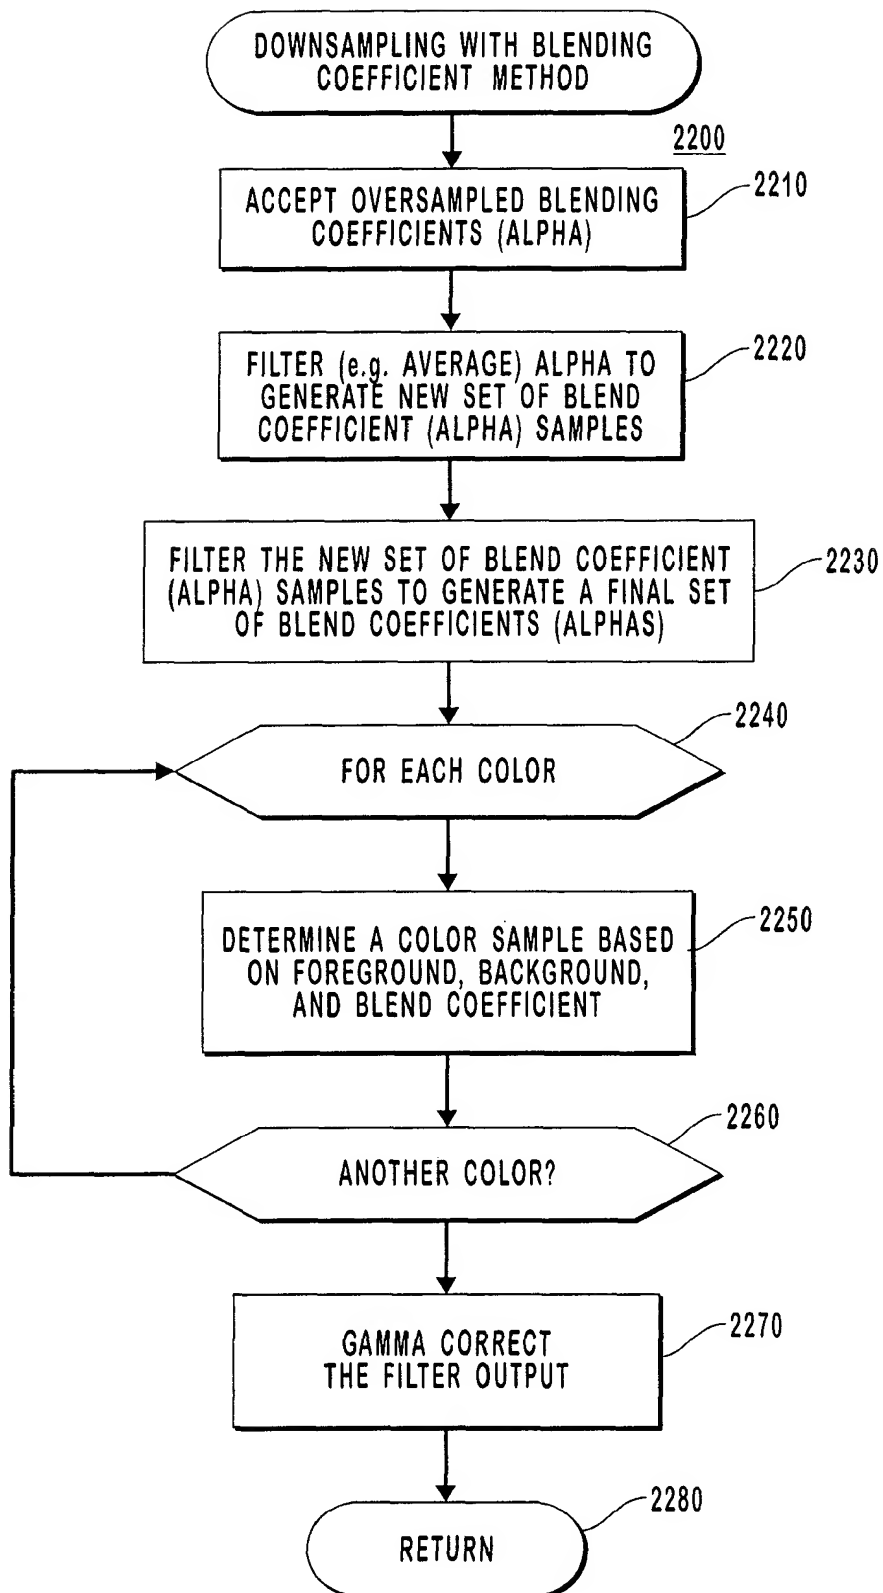 DOWNSAMPLING WITH BLENDING
COEFFICIENT METHOD
2200
ACCEPT OVERSAMPLED BLENDING
COEFFICIENTS (ALPHA)
2210
FILTER (e.g. AVERAGE) ALPHA TO
GENERATE NEW SET OF BLEND
COEFFICIENT (ALPHA) SAMPLES
2220
FILTER THE NEW SET OF BLEND COEFFICIENT
(ALPHA) SAMPLES TO GENERATE A FINAL SET
OF BLEND COEFFICIENTS (ALPHAS)
2230
FOR EACH COLOR
2240
DETERMINE A COLOR SAMPLE BASED
ON FOREGROUND, BACKGROUND,
AND BLEND COEFFICIENT
2250
ANOTHER COLOR?
2260
GAMMA CORRECT
THE FILTER OUTPUT
2270
RETURN
2280